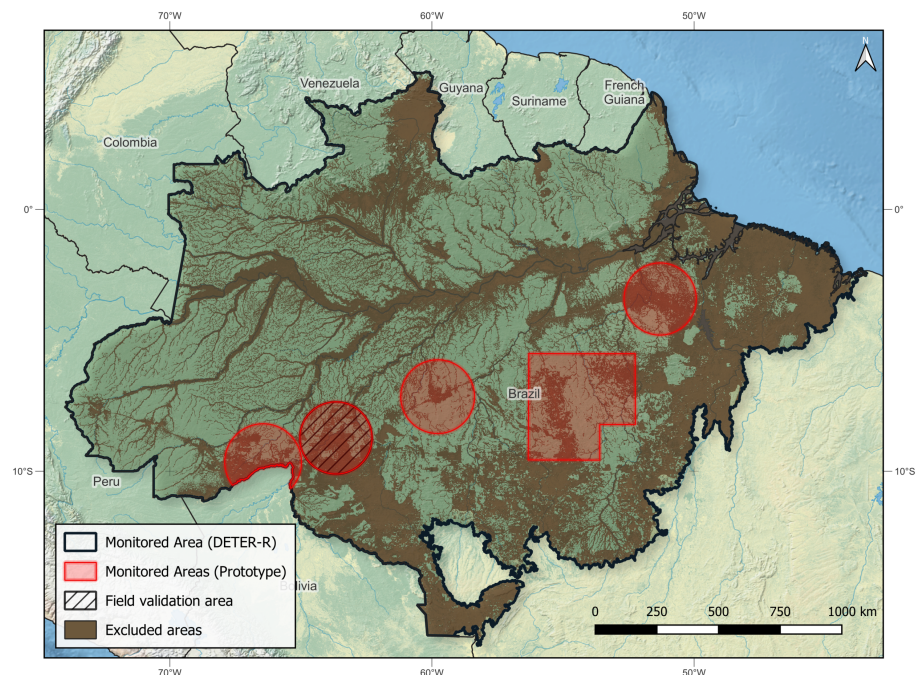 70°W 60°W 50°W
N
Venezuela
Guyana
French
Guiana
Suriname
Colombia
0° 0°
Brazil
10°S 10°S
Peru
Bolivia
Monitored Area (DETER-R)
Monitored Areas (Prototype)
Field validation area
Excluded areas
0 250 500 750 1000 km
70°W 60°W 50°W